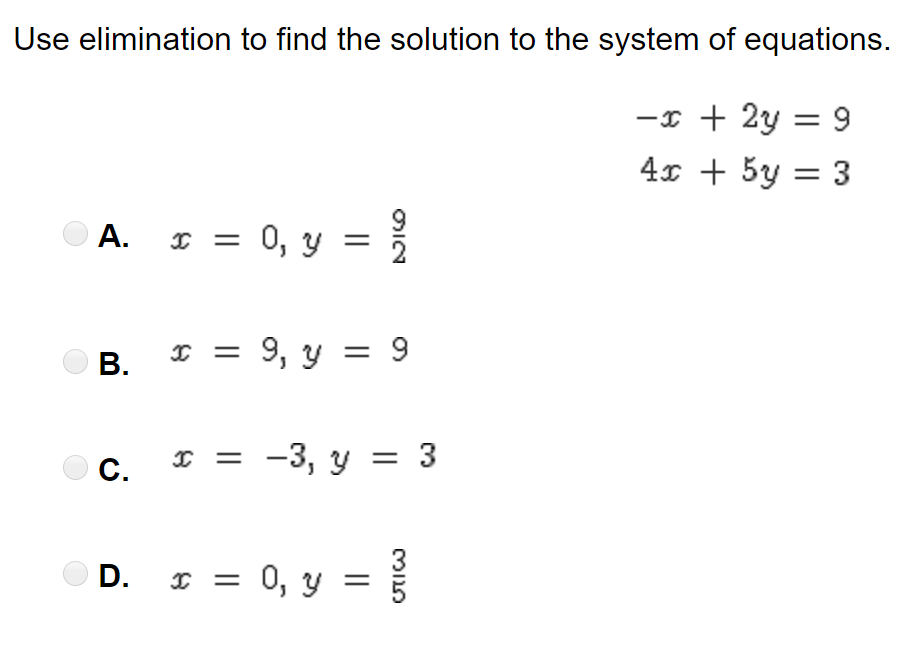 Use elimination to find the solution to the system of equations.
−x + 2y = 9
4x + 5y = 3
A. x = 0, y = 9/2
B. x = 9, y = 9
C. x = −3, y = 3
D. x = 0, y = 3/5